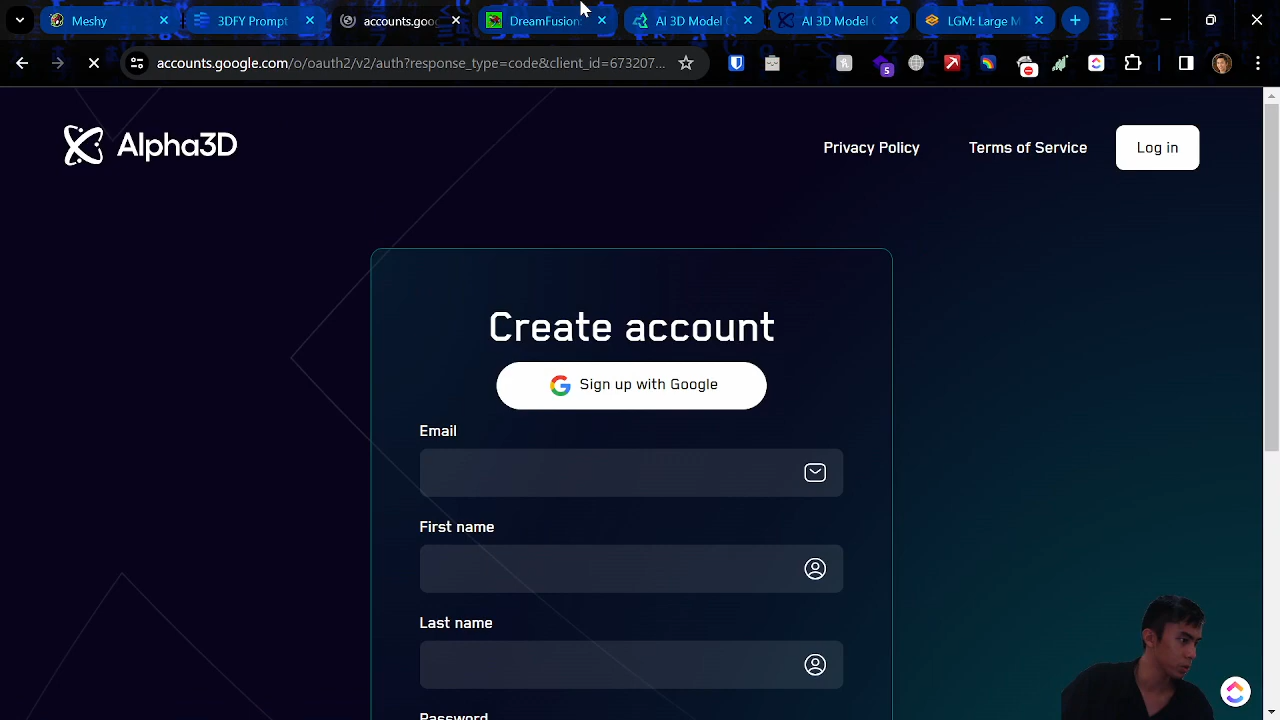 Meshy
3DFY Prompt
accounts.goo
DreamFusion:
AI 3D Model C
AI 3D Model C
LGM: Large M
accounts.google.com/o/oauth2/v2/auth?response_type=code&client_id=673207...
5
Alpha3D
Privacy Policy
Terms of Service
Log in
Create account
Sign up with Google
Email
First name
Last name
Password